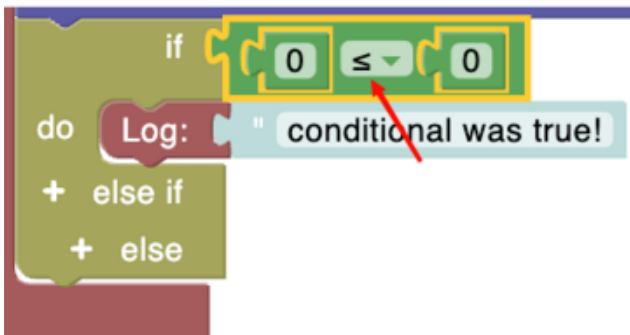 if 0 ≤ 0
do Log: " conditional was true!
+ else if
+ else